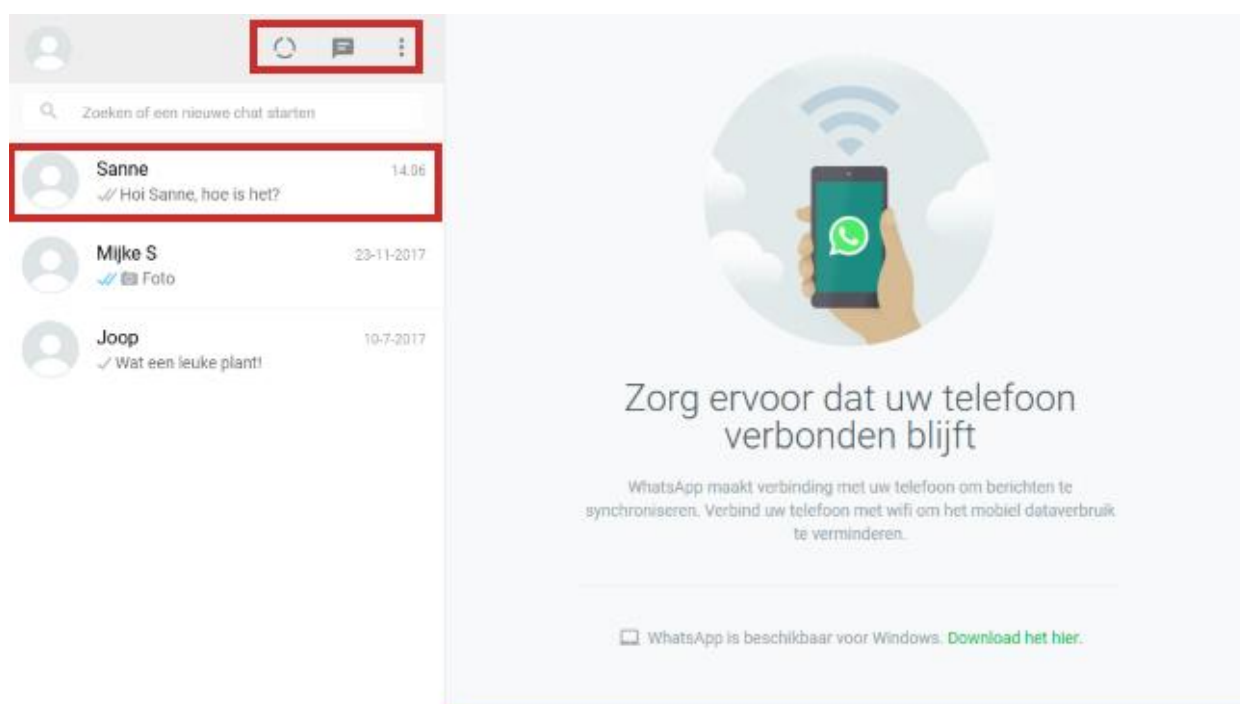 Zoeken of een nieuwe chat starten
Sanne 14.06
Hoi Sanne, hoe is het?
Mijke S 23-11-2017
Foto
Joop 10-7-2017
Wat een leuke plant!
Zorg ervoor dat uw telefoon
verbonden blijft
WhatsApp maakt verbinding met uw telefoon om berichten te
synchroniseren. Verbind uw telefoon met wifi om het mobiel dataverbruik
te verminderen.
WhatsApp is beschikbaar voor Windows. Download het hier.